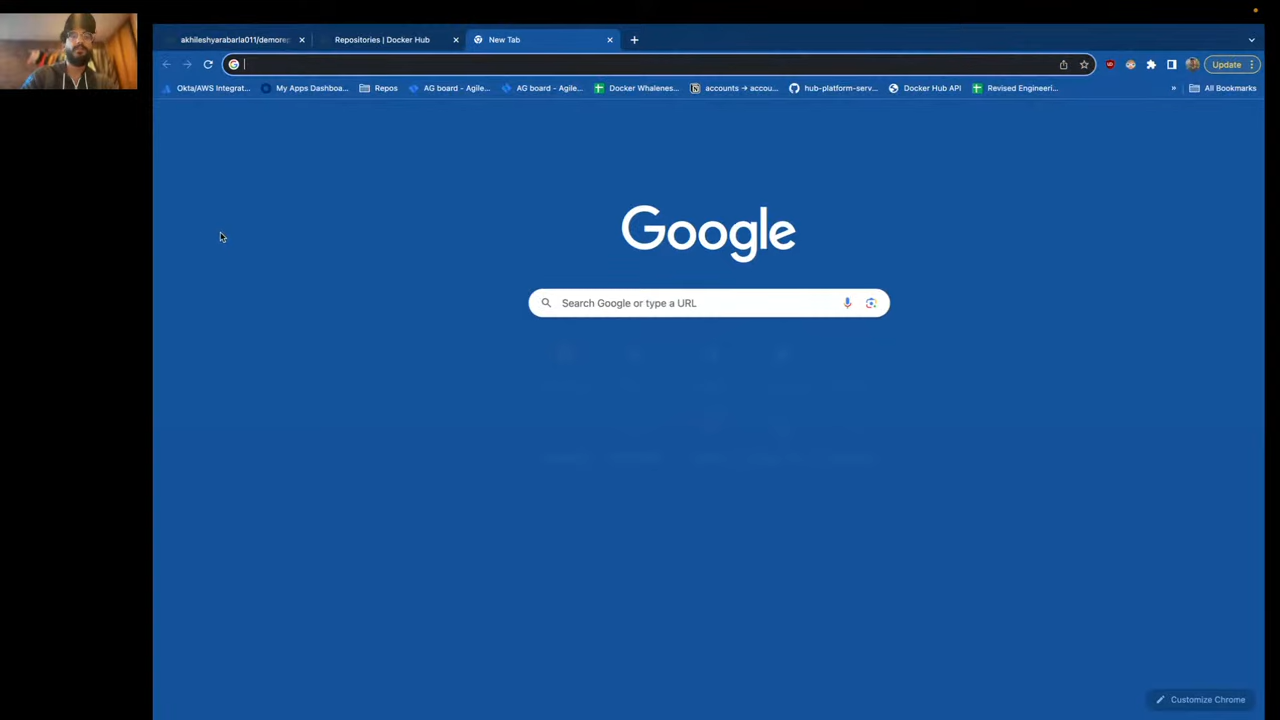 akhileshyarabarla011/demorep
Repositories | Docker Hub
New Tab
Update
Okta/AWS Integrat...
My Apps Dashboa...
Repos
AG board - Agile...
AG board - Agile...
Docker Whalenes...
accounts → accou...
hub-platform-serv...
Docker Hub API
Revised Engineeri...
»
All Bookmarks
Google
Search Google or type a URL
Customize Chrome